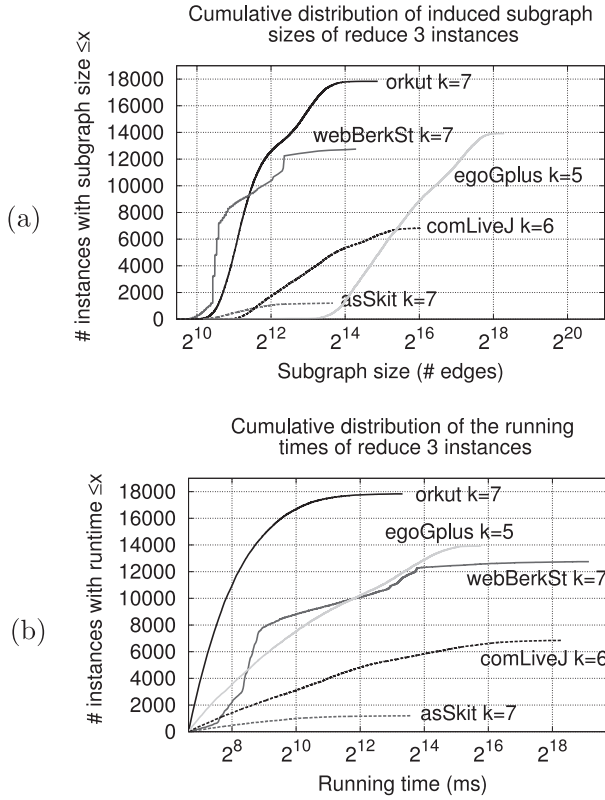 Cumulative distribution of induced subgraph
sizes of reduce 3 instances
(a)
# instances with subgraph size ≤x
18000
16000
14000
12000
10000
8000
6000
4000
2000
0
orkut k=7
webBerkSt k=7
egoGplus k=5
comLiveJ k=6
asSkit k=7
2^10 2^12 2^14 2^16 2^18 2^20
Subgraph size (# edges)
Cumulative distribution of the running
times of reduce 3 instances
(b)
# instances with runtime ≤x
18000
16000
14000
12000
10000
8000
6000
4000
2000
0
orkut k=7
egoGplus k=5
webBerkSt k=7
comLiveJ k=6
asSkit k=7
2^8 2^10 2^12 2^14 2^16 2^18
Running time (ms)